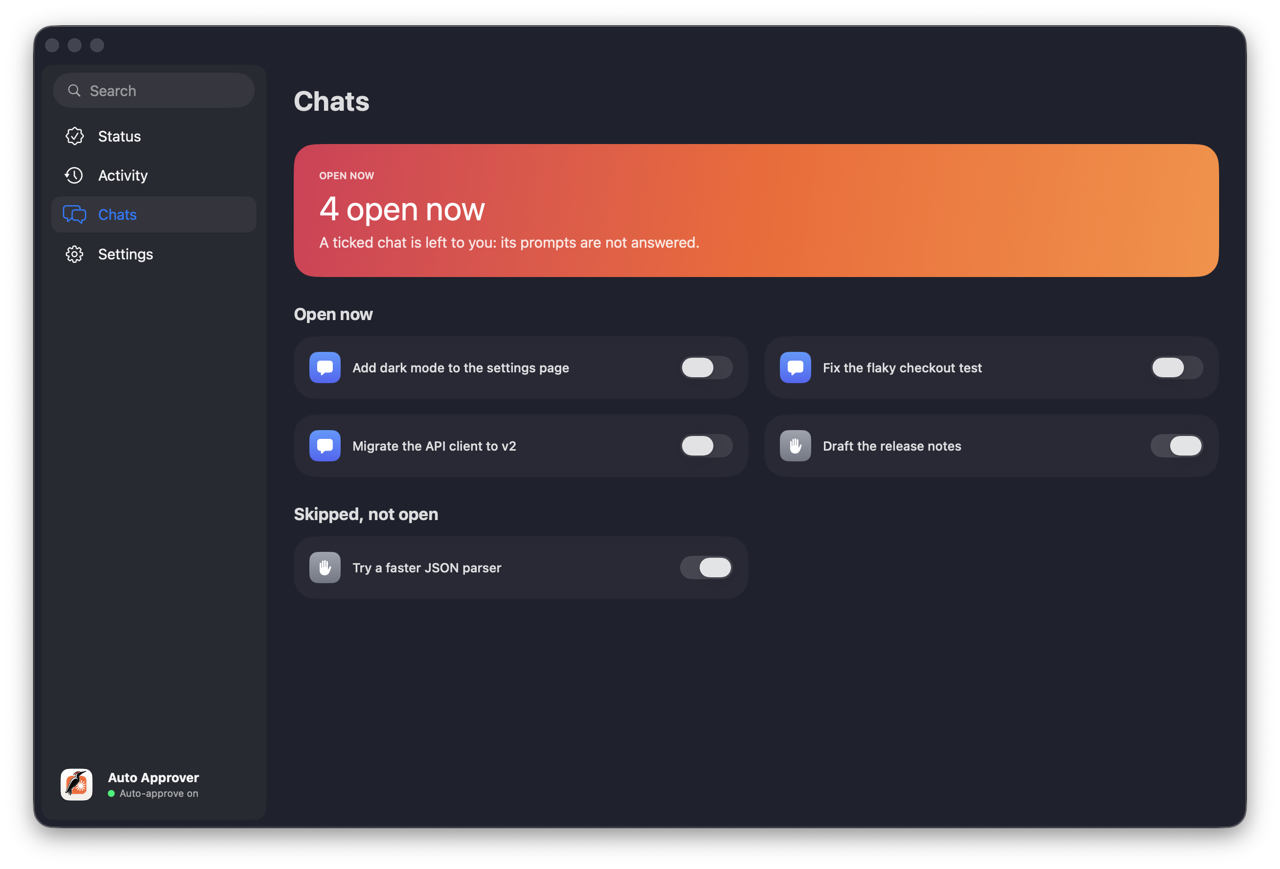 Search
Status
Activity
Chats
Settings
Auto Approver
Auto-approve on
Chats
OPEN NOW
4 open now
A ticked chat is left to you: its prompts are not answered.
Open now
Add dark mode to the settings page
Fix the flaky checkout test
Migrate the API client to v2
Draft the release notes
Skipped, not open
Try a faster JSON parser